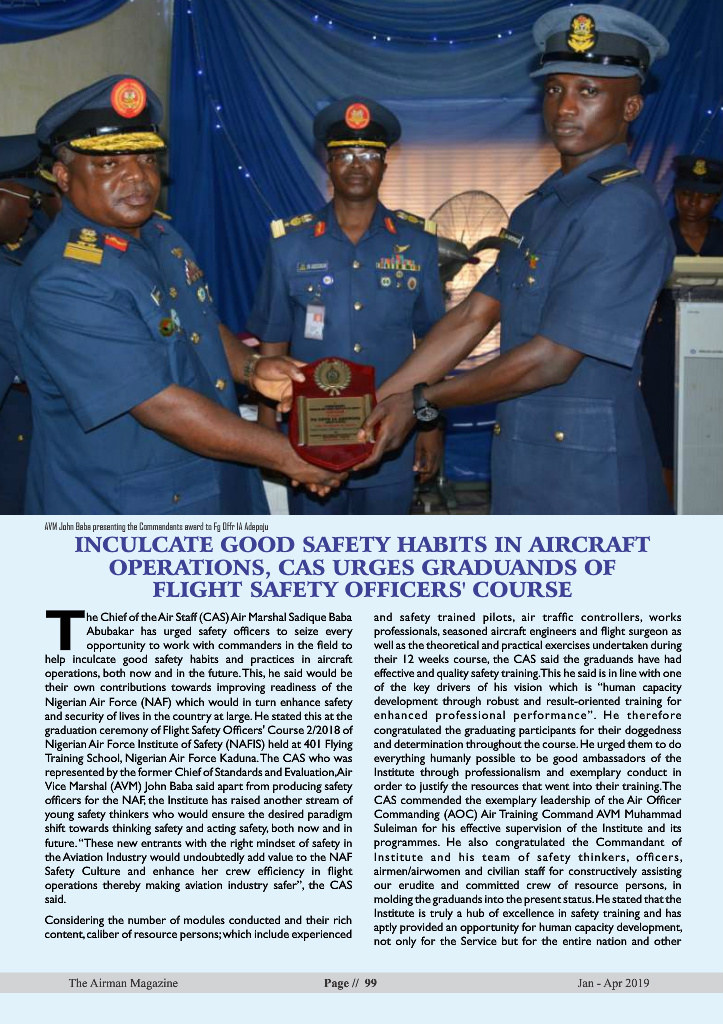 AVM John Baba presenting the Commendents award to Fg Offr IA Adepoju
INCULCATE GOOD SAFETY HABITS IN AIRCRAFT
OPERATIONS, CAS URGES GRADUANDS OF
FLIGHT SAFETY OFFICERS' COURSE
The Chief of the Air Staff (CAS) Air Marshal Sadique Baba
Abubakar has urged safety officers to seize every
opportunity to work with commanders in the field to
help inculcate good safety habits and practices in aircraft
operations, both now and in the future. This, he said would be
their own contributions towards improving readiness of the
Nigerian Air Force (NAF) which would in turn enhance safety
and security of lives in the country at large. He stated this at the
graduation ceremony of Flight Safety Officers' Course 2/2018 of
Nigerian Air Force Institute of Safety (NAFIS) held at 401 Flying
Training School, Nigerian Air Force Kaduna. The CAS who was
represented by the former Chief of Standards and Evaluation, Air
Vice Marshal (AVM) John Baba said apart from producing safety
officers for the NAF, the Institute has raised another stream of
young safety thinkers who would ensure the desired paradigm
shift towards thinking safety and acting safety, both now and in
future. “These new entrants with the right mindset of safety in
the Aviation Industry would undoubtedly add value to the NAF
Safety Culture and enhance her crew efficiency in flight
operations thereby making aviation industry safer”, the CAS
said.
Considering the number of modules conducted and their rich
content, caliber of resource persons; which include experienced
and safety trained pilots, air traffic controllers, works
professionals, seasoned aircraft engineers and flight surgeon as
well as the theoretical and practical exercises undertaken during
their 12 weeks course, the CAS said the graduands have had
effective and quality safety training. This he said is in line with one
of the key drivers of his vision which is “human capacity
development through robust and result-oriented training for
enhanced professional performance”. He therefore
congratulated the graduating participants for their doggedness
and determination throughout the course. He urged them to do
everything humanly possible to be good ambassadors of the
Institute through professionalism and exemplary conduct in
order to justify the resources that went into their training. The
CAS commended the exemplary leadership of the Air Officer
Commanding (AOC) Air Training Command AVM Muhammad
Suleiman for his effective supervision of the Institute and its
programmes. He also congratulated the Commandant of
Institute and his team of safety thinkers, officers,
airmen/airwomen and civilian staff for constructively assisting
our erudite and committed crew of resource persons, in
molding the graduands into the present status. He stated that the
Institute is truly a hub of excellence in safety training and has
aptly provided an opportunity for human capacity development,
not only for the Service but for the entire nation and other
The Airman Magazine
Page // 99
Jan - Apr 2019